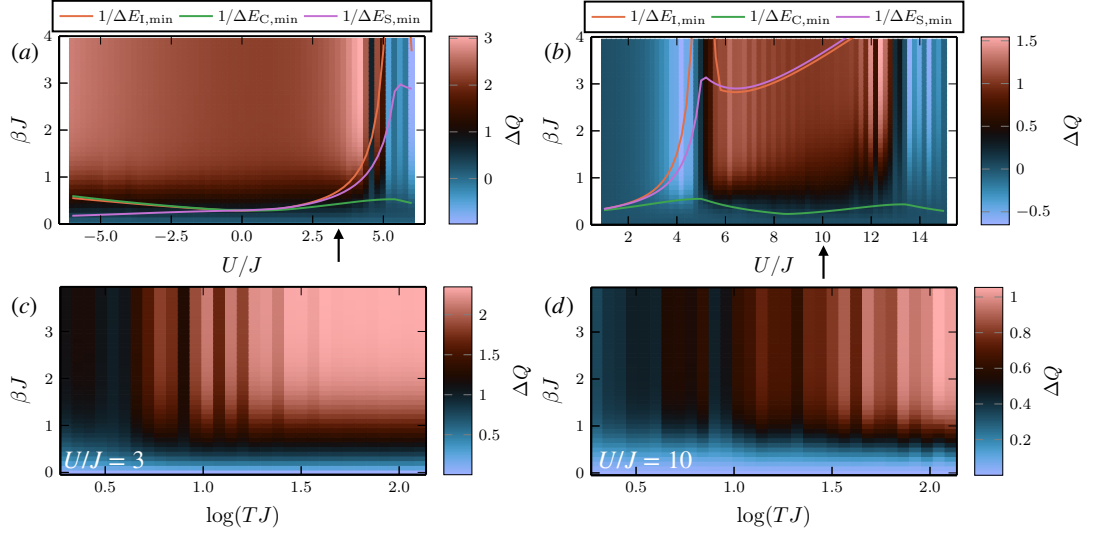 1/ΔE_I,min 1/ΔE_C,min 1/ΔE_S,min
1/ΔE_I,min 1/ΔE_C,min 1/ΔE_S,min
(a)
4
3
2
1
0
βJ
−5.0 −2.5 0.0 2.5 5.0
U/J
3
2
1
0
ΔQ
(b)
4
3
2
1
0
βJ
2 4 6 8 10 12 14
U/J
1.5
1
0.5
0
−0.5
ΔQ
(c)
3
2
1
0
βJ
U/J = 3
0.5 1.0 1.5 2.0
log(TJ)
2
1.5
1
0.5
ΔQ
(d)
3
2
1
0
βJ
U/J = 10
0.5 1.0 1.5 2.0
log(TJ)
1
0.8
0.6
0.4
0.2
ΔQ